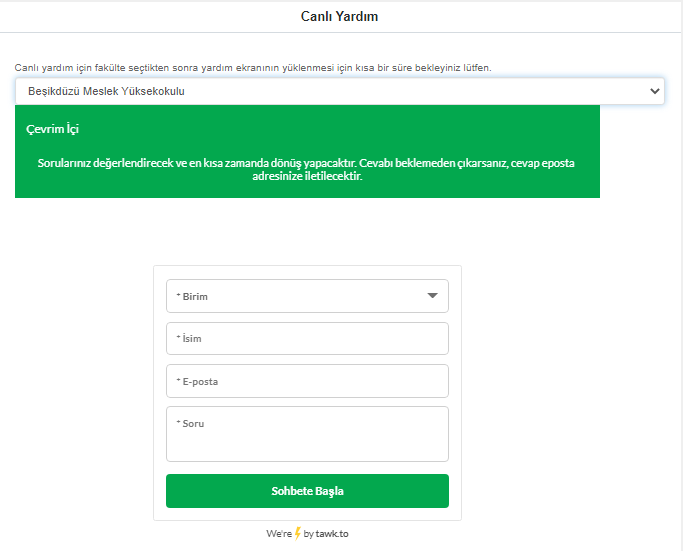 Canlı Yardım
Canlı yardım için fakülte seçtikten sonra yardım ekranının yüklenmesi için kısa bir süre bekleyiniz lütfen.
Beşikdüzü Meslek Yüksekokulu
Çevrim İçi
Sorularınız değerlendirecek ve en kısa zamanda dönüş yapacaktır. Cevabı beklemeden çıkarsanız, cevap eposta
adresinize iletilecektir.
* Birim
* İsim
* E-posta
* Soru
Sohbete Başla
We're by tawk.to